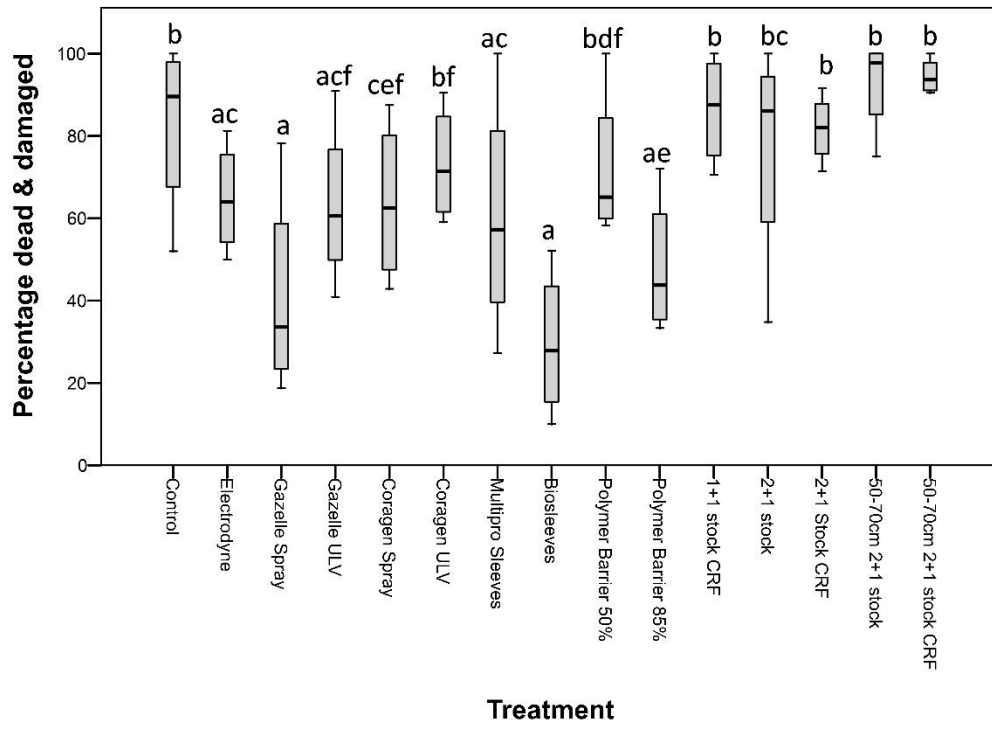 Percentage dead & damaged
100
80
60
40
20
0
b
ac
a
acf
cef
bf
ac
a
bdf
ae
b
bc
b
b
b
Control
Electrodyne
Gazelle Spray
Gazelle ULV
Coragen Spray
Coragen ULV
Multipro Sleeves
Biosleeves
Polymer Barrier 50%
Polymer Barrier 85%
1+1 stock CRF
2+1 stock
2+1 Stock CRF
50-70cm 2+1 stock
50-70cm 2+1 stock CRF
Treatment